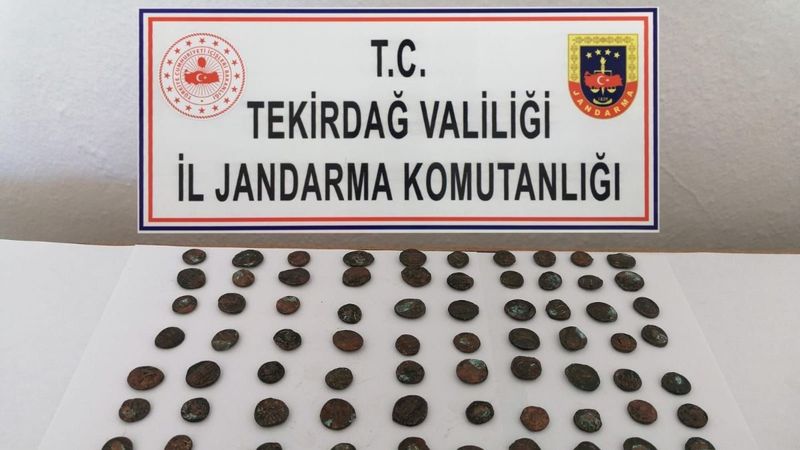 T.C.
TEKİRDAĞ VALİLİĞİ
İL JANDARMA KOMUTANLIĞI
JANDARMA